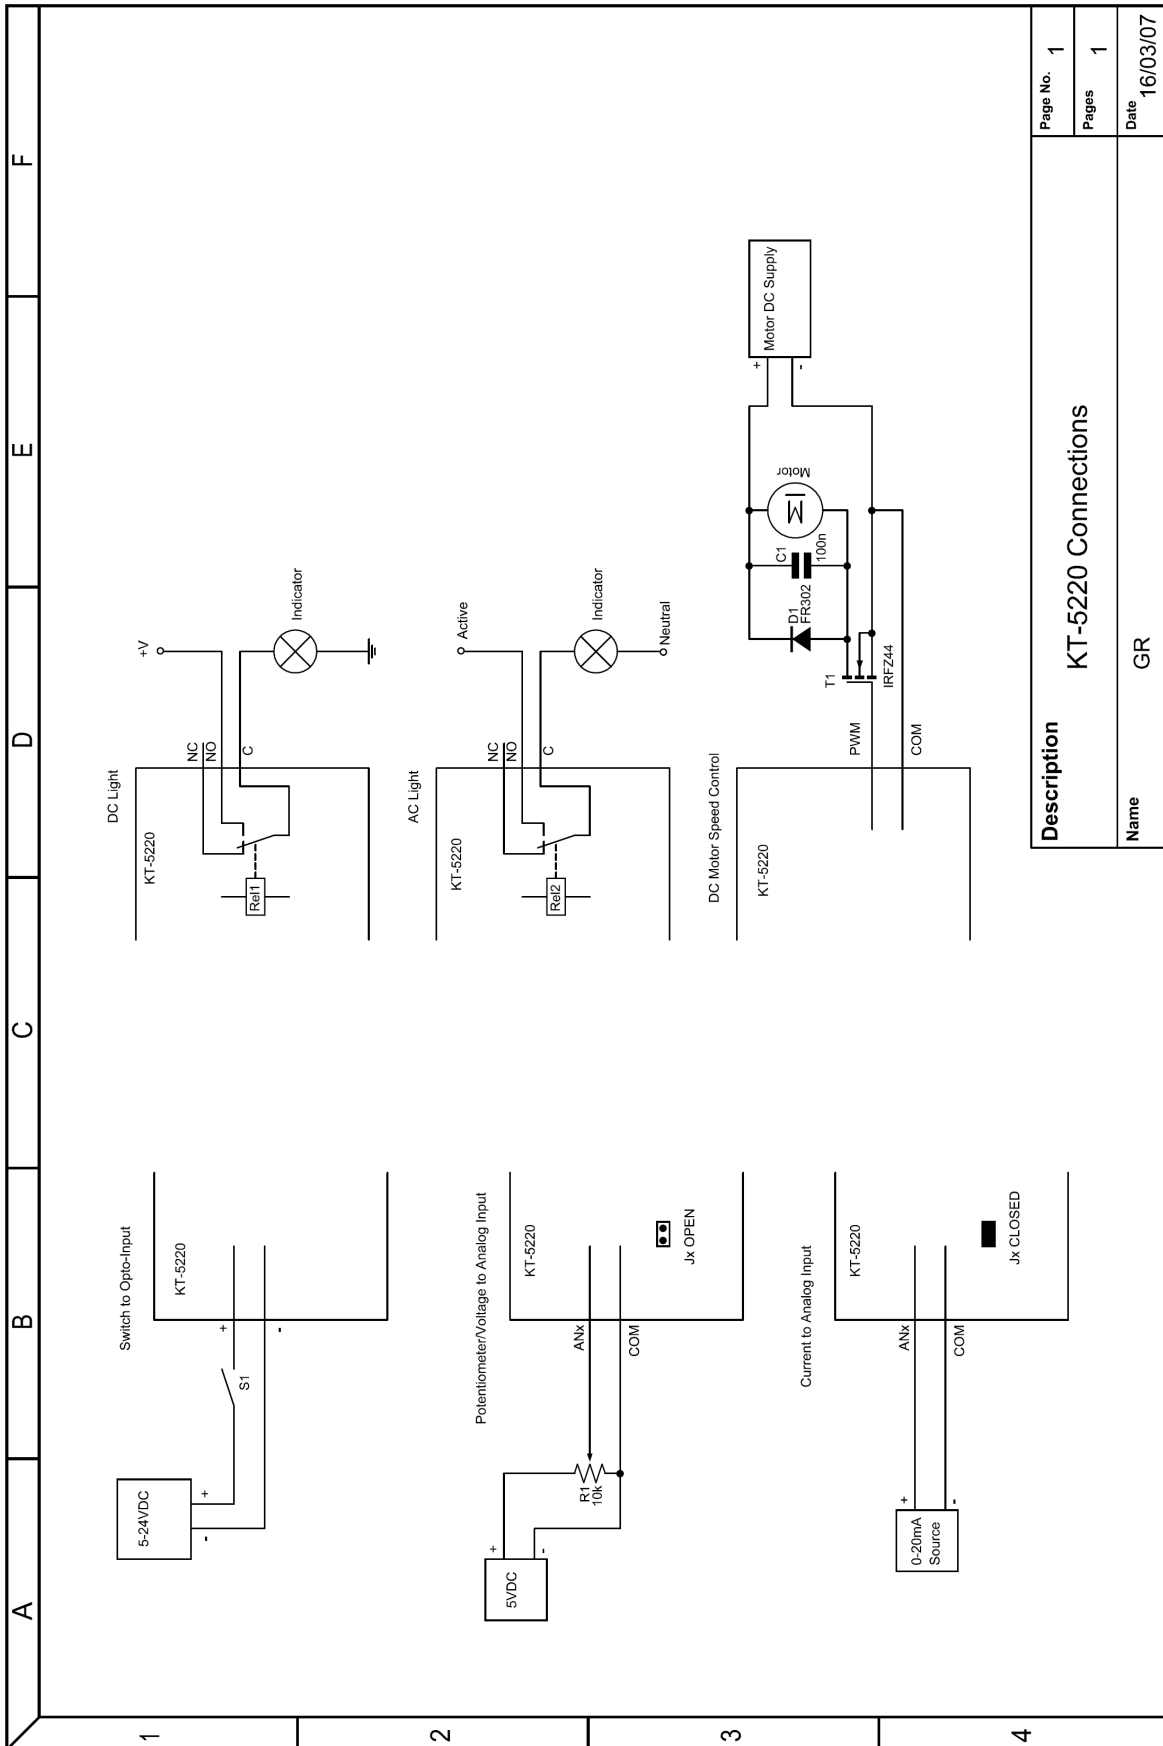 A
B
C
D
E
F
1
2
3
4
Switch to Opto-Input
KT-5220
5-24VDC
+
-
S1
+
-
Potentiometer/Voltage to Analog Input
KT-5220
5VDC
+
-
R1
10k
ANx
COM
Jx OPEN
Current to Analog Input
KT-5220
0-20mA
Source
+
-
ANx
COM
Jx CLOSED
DC Light
KT-5220
Rel1
NC
NO
C
+V
Indicator
AC Light
KT-5220
Rel2
NC
NO
C
Active
Indicator
Neutral
DC Motor Speed Control
KT-5220
PWM
COM
T1
IRFZ44
D1
FR302
C1
100n
M
Motor
+
-
Motor DC Supply
Description
KT-5220 Connections
Page No. 1
Pages 1
Name
GR
Date
16/03/07